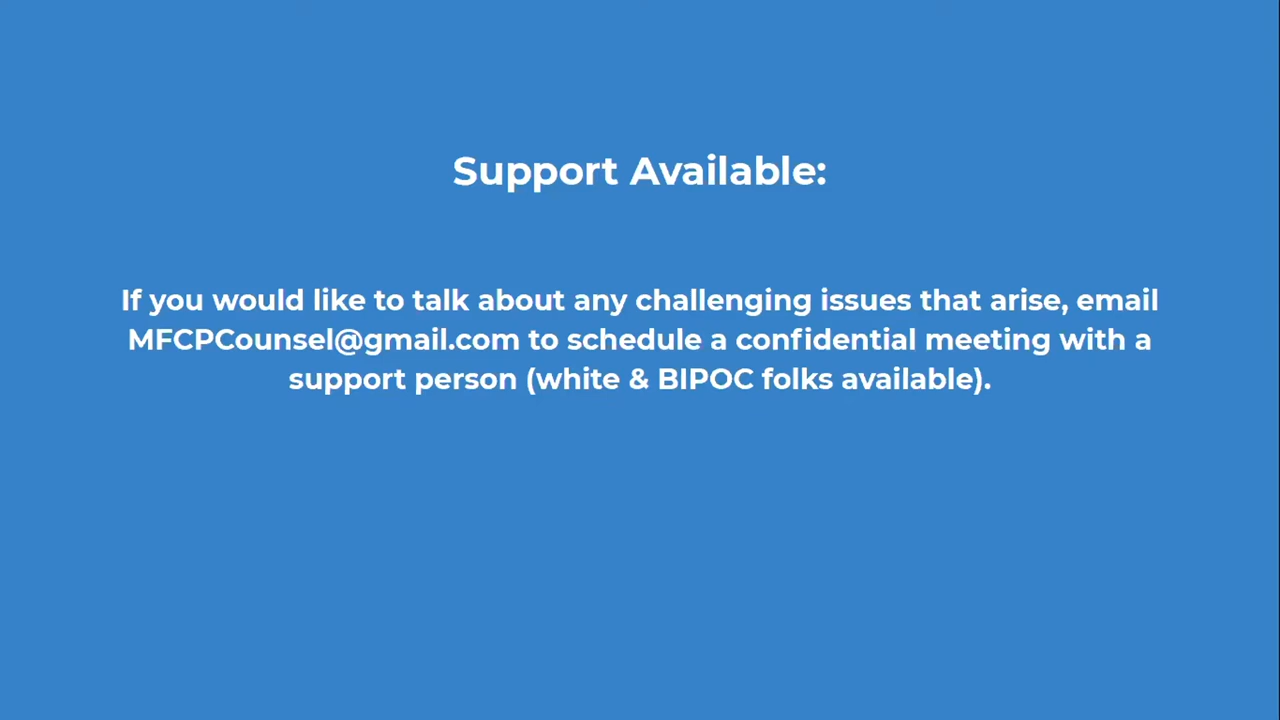 Support Available:
If you would like to talk about any challenging issues that arise, email
MFCPCounsel@gmail.com to schedule a confidential meeting with a
support person (white & BIPOC folks available).